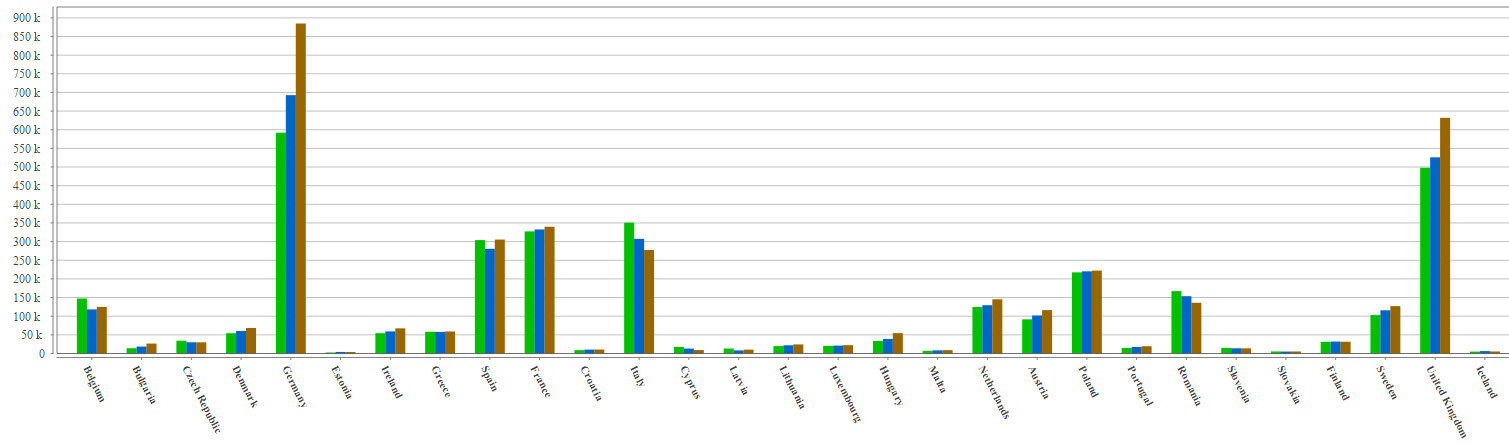 900 k
850 k
800 k
750 k
700 k
650 k
600 k
550 k
500 k
450 k
400 k
350 k
300 k
250 k
200 k
150 k
100 k
50 k
0
Belgium
Bulgaria
Czech Republic
Denmark
Germany
Estonia
Ireland
Greece
Spain
France
Croatia
Italy
Cyprus
Latvia
Lithuania
Luxembourg
Hungary
Malta
Netherlands
Austria
Poland
Portugal
Romania
Slovenia
Slovakia
Finland
Sweden
United Kingdom
Iceland